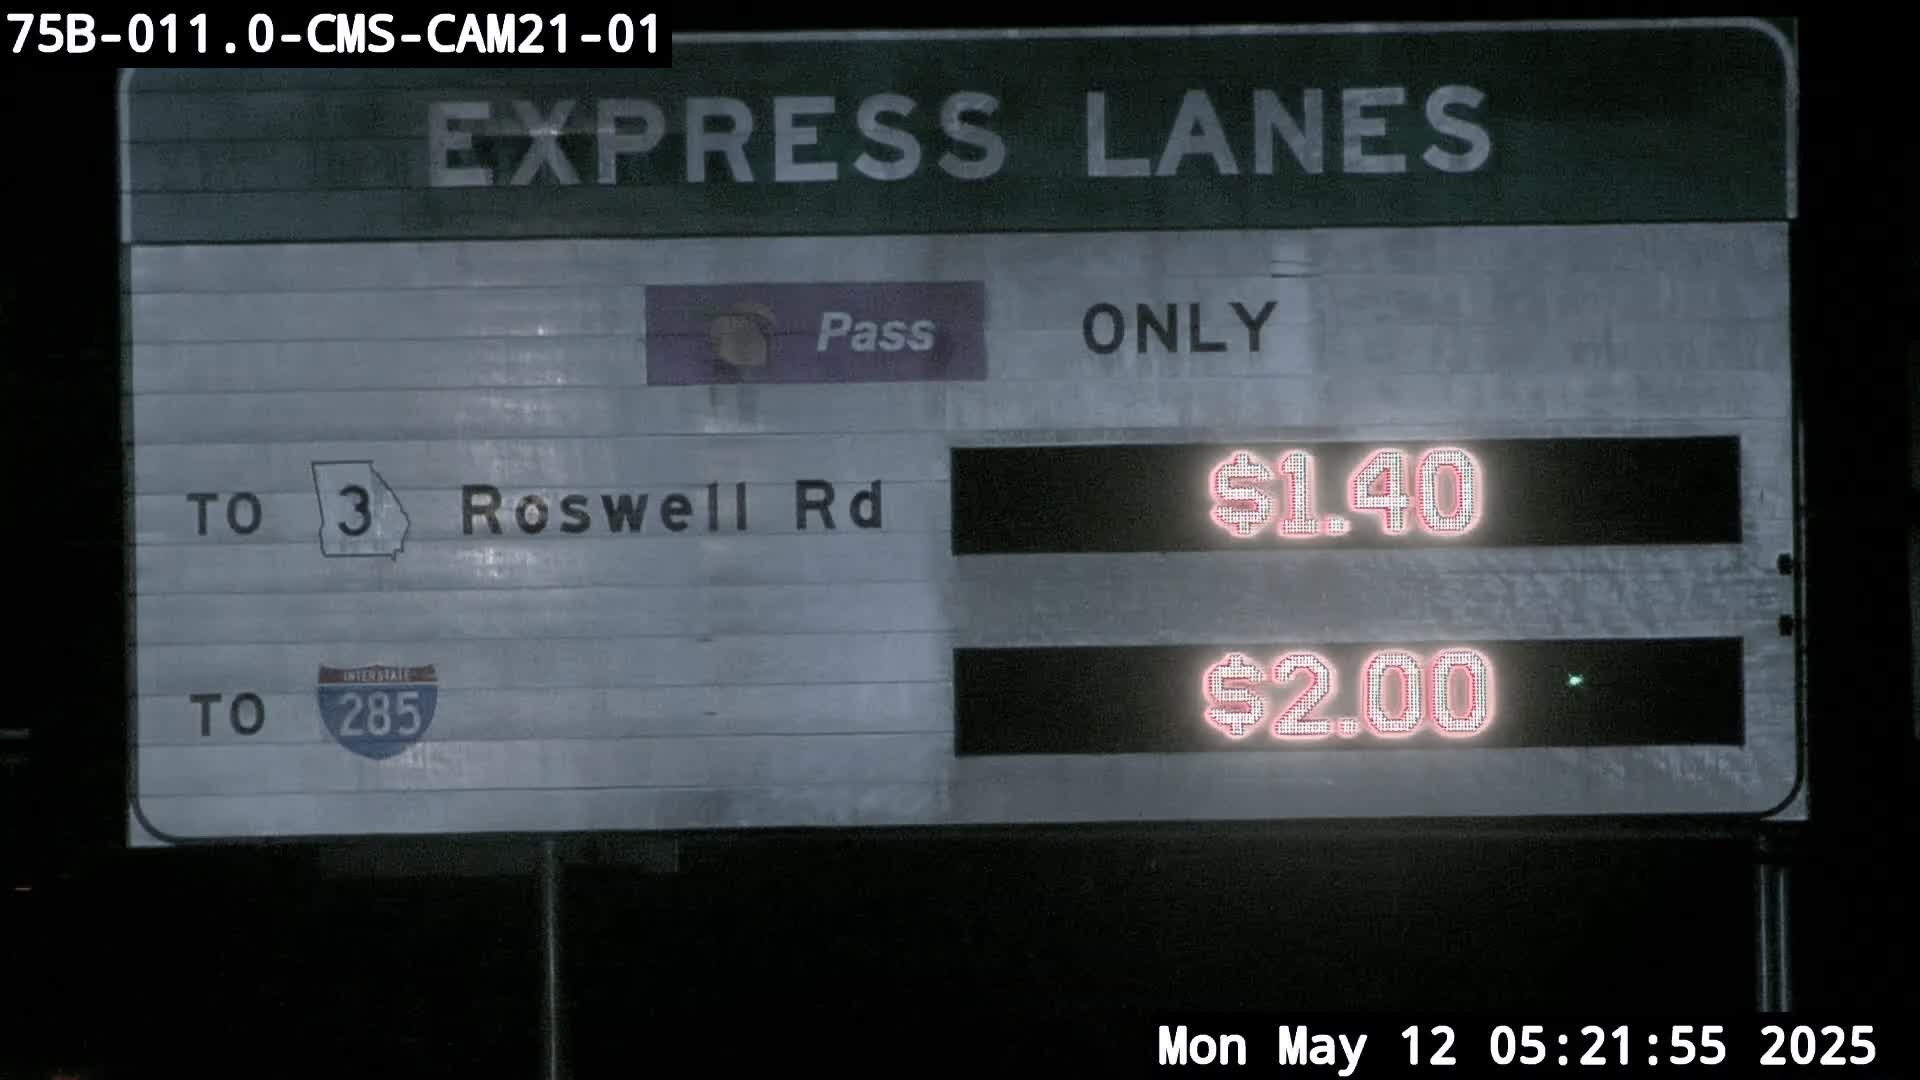 75B-011.0-CMS-CAM21-01
EXPRESS LANES
Pass ONLY
TO 3 Roswell Rd $1.40
TO INTERSTATE 285 $2.00
Mon May 12 05:21:55 2025